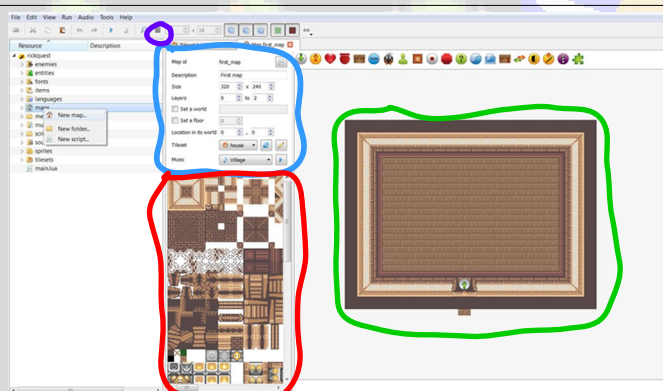 File Edit View Run Audio Tools Help
Resource Description
first_map
rickquest
enemies
entities
fonts
items
languages
maps
New map...
New folder...
New script...
sprites
tilesets
main.lua
Map id first_map
Description First map
Size 320 x 240
Layers 0 to 2
Set a world
Set a floor
Location in its world 0 , 0
Tileset house
Music Village